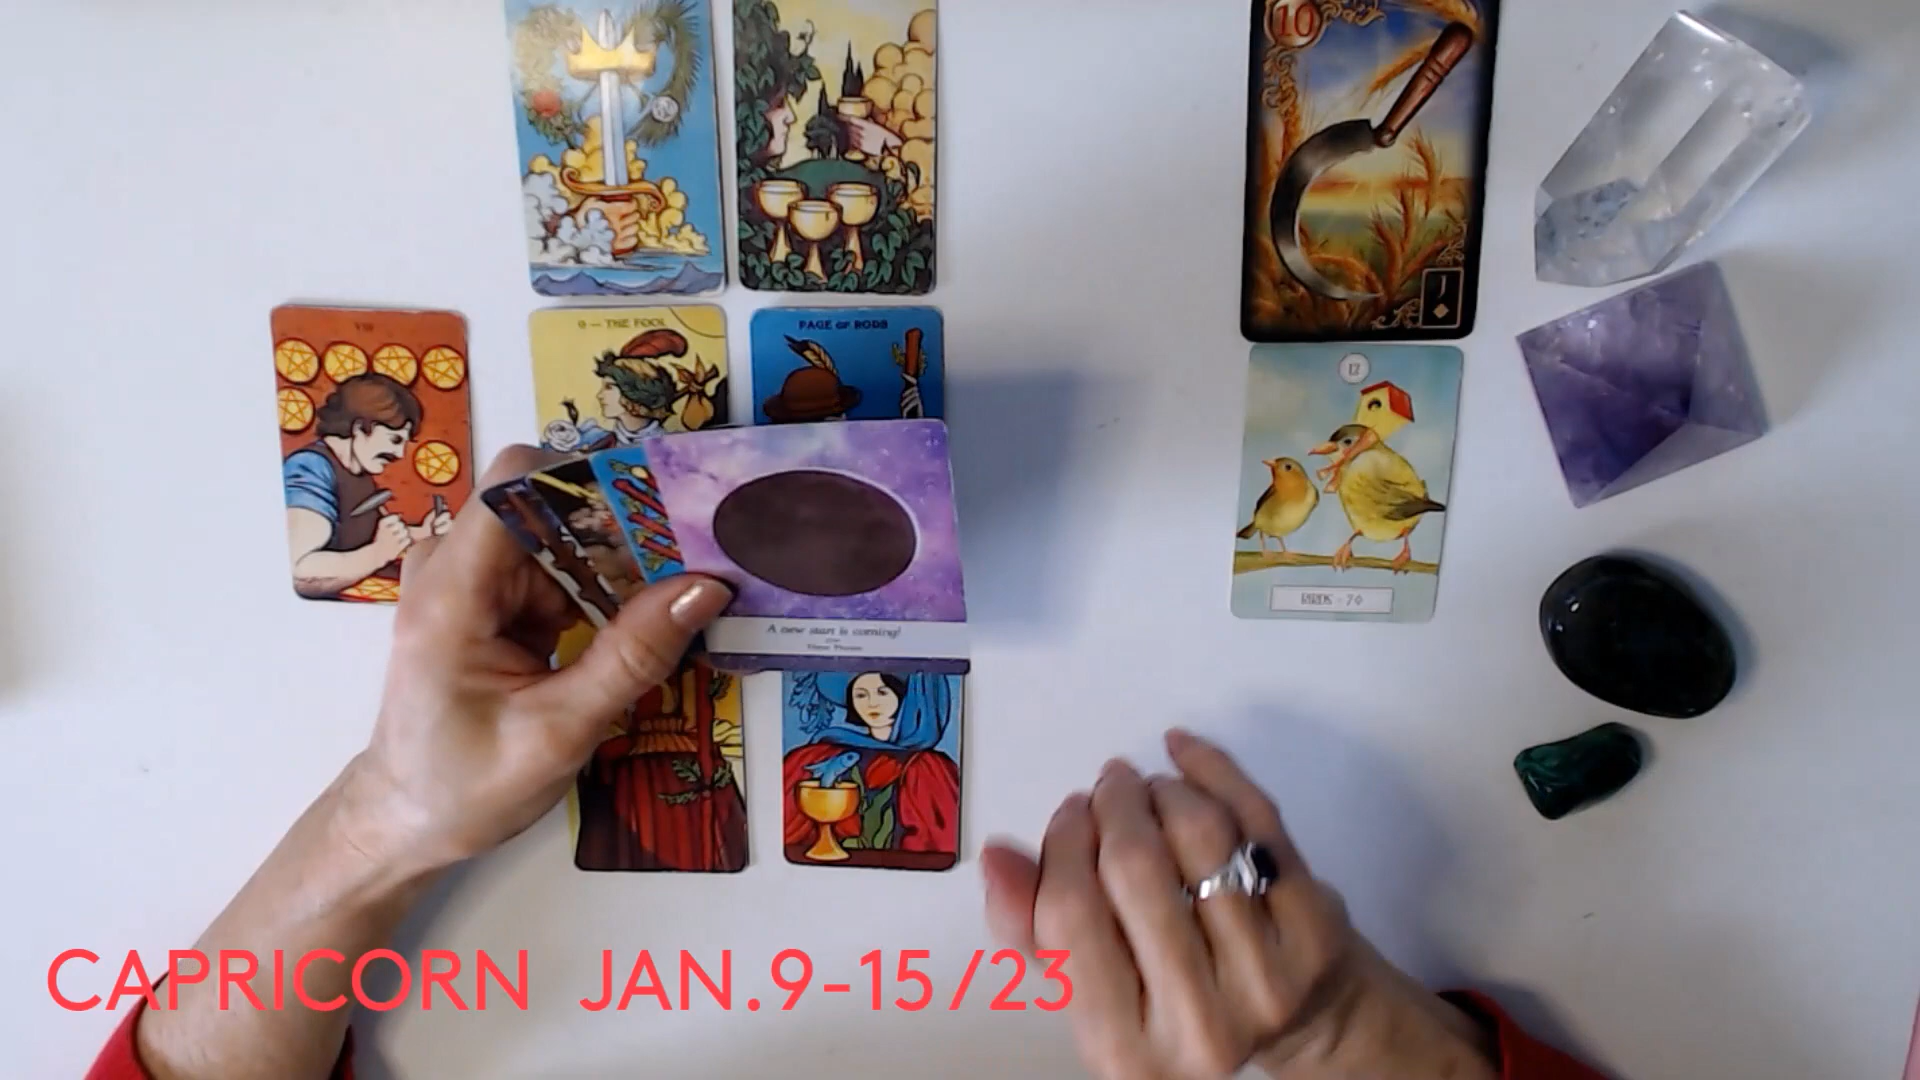 10
J
VIII
0 — THE FOOL
PAGE OF RODS
12
A new start is coming!
BIRDS - 7
CAPRICORN JAN.9-15/23